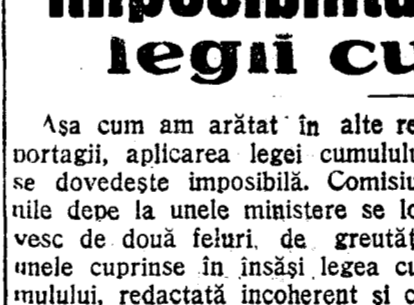 legii cu
Așa cum am arătat în alte re
portagii, aplicarea legei cumulul
se dovedește imposibilă. Comisiu
nile depe la unele ministere se lo
vesc de două feluri, de greutăț
unele cuprinse în însăși legea cu
mulului, redactată incoherent și